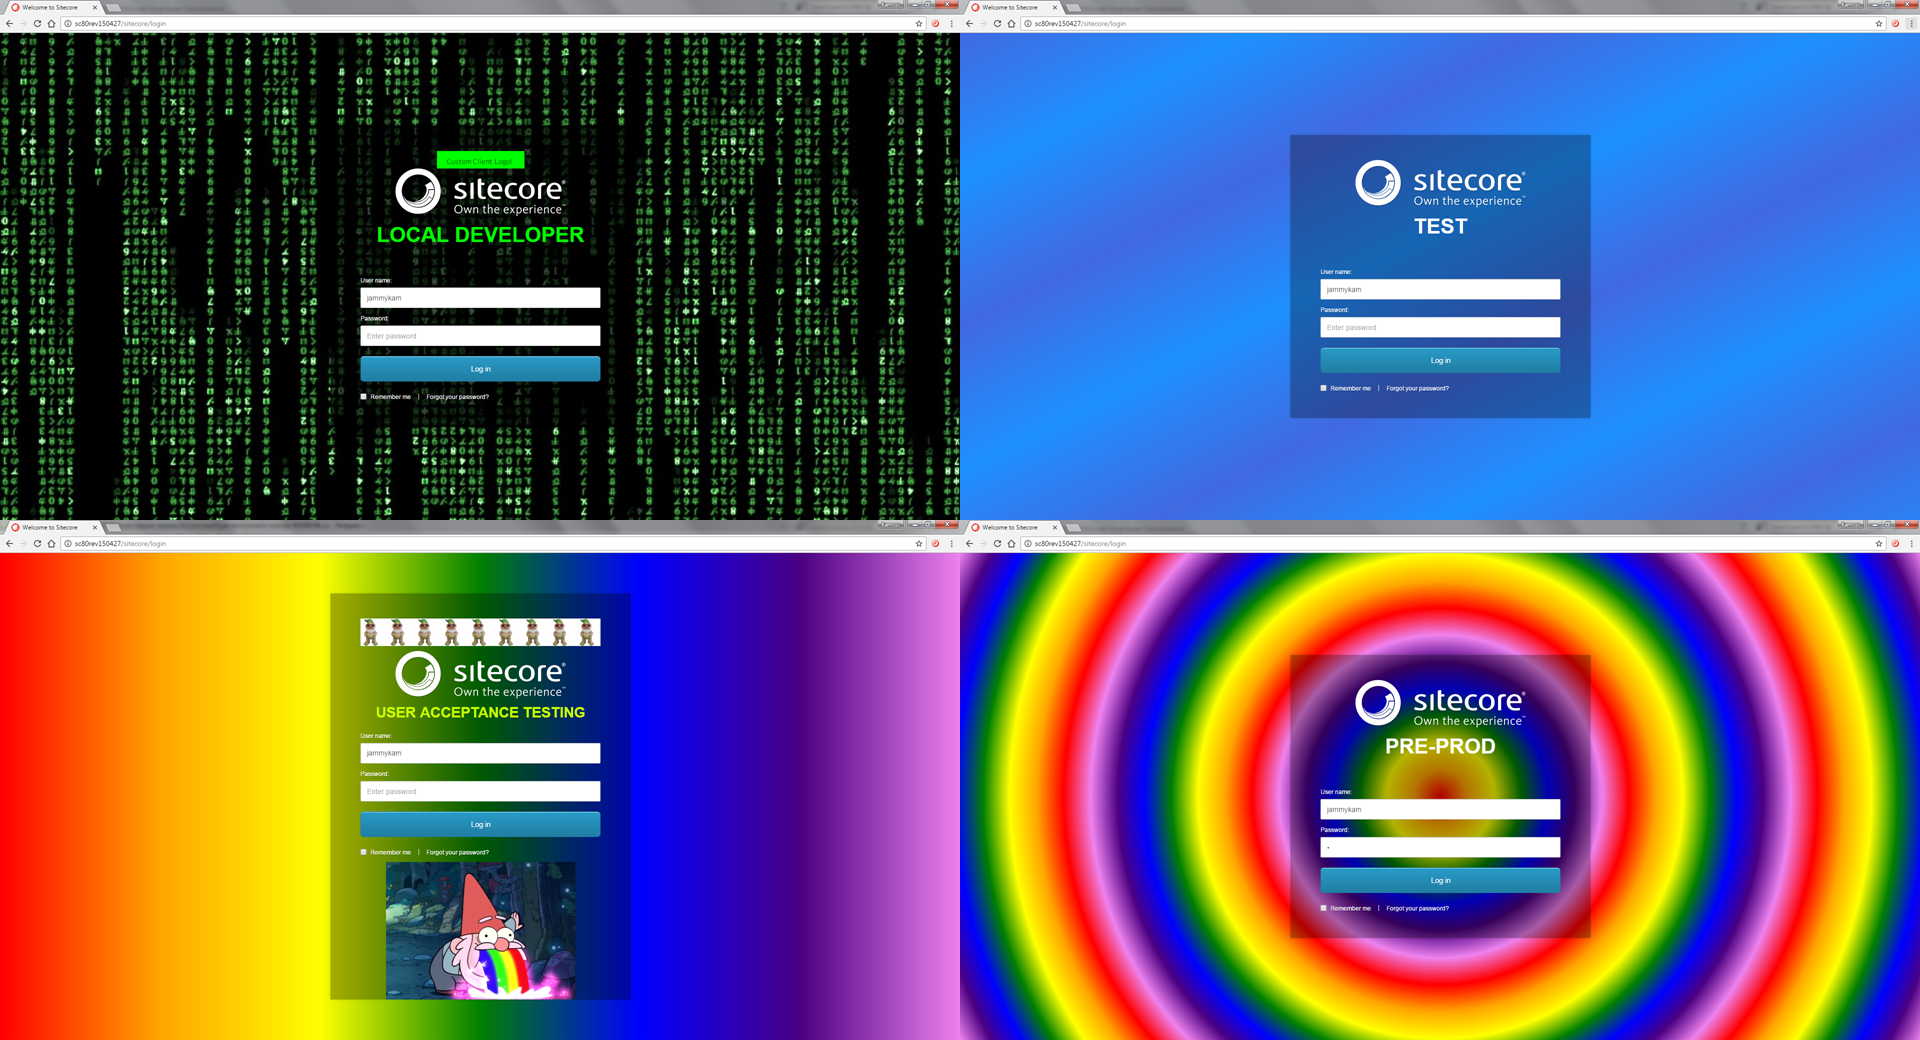 Welcome to Sitecore
sc80rev150427/sitecore/login
Custom Client Logo!
sitecore®
Own the experience™
LOCAL DEVELOPER
User name:
jammykam
Password:
Enter password
Log in
Remember me | Forgot your password?
Welcome to Sitecore
sc80rev150427/sitecore/login
sitecore®
Own the experience™
TEST
User name:
jammykam
Password:
Enter password
Log in
Remember me | Forgot your password?
Welcome to Sitecore
sc80rev150427/sitecore/login
sitecore®
Own the experience™
USER ACCEPTANCE TESTING
User name:
jammykam
Password:
Enter password
Log in
Remember me | Forgot your password?
Welcome to Sitecore
sc80rev150427/sitecore/login
sitecore®
Own the experience™
PRE-PROD
User name:
jammykam
Password:
Log in
Remember me | Forgot your password?